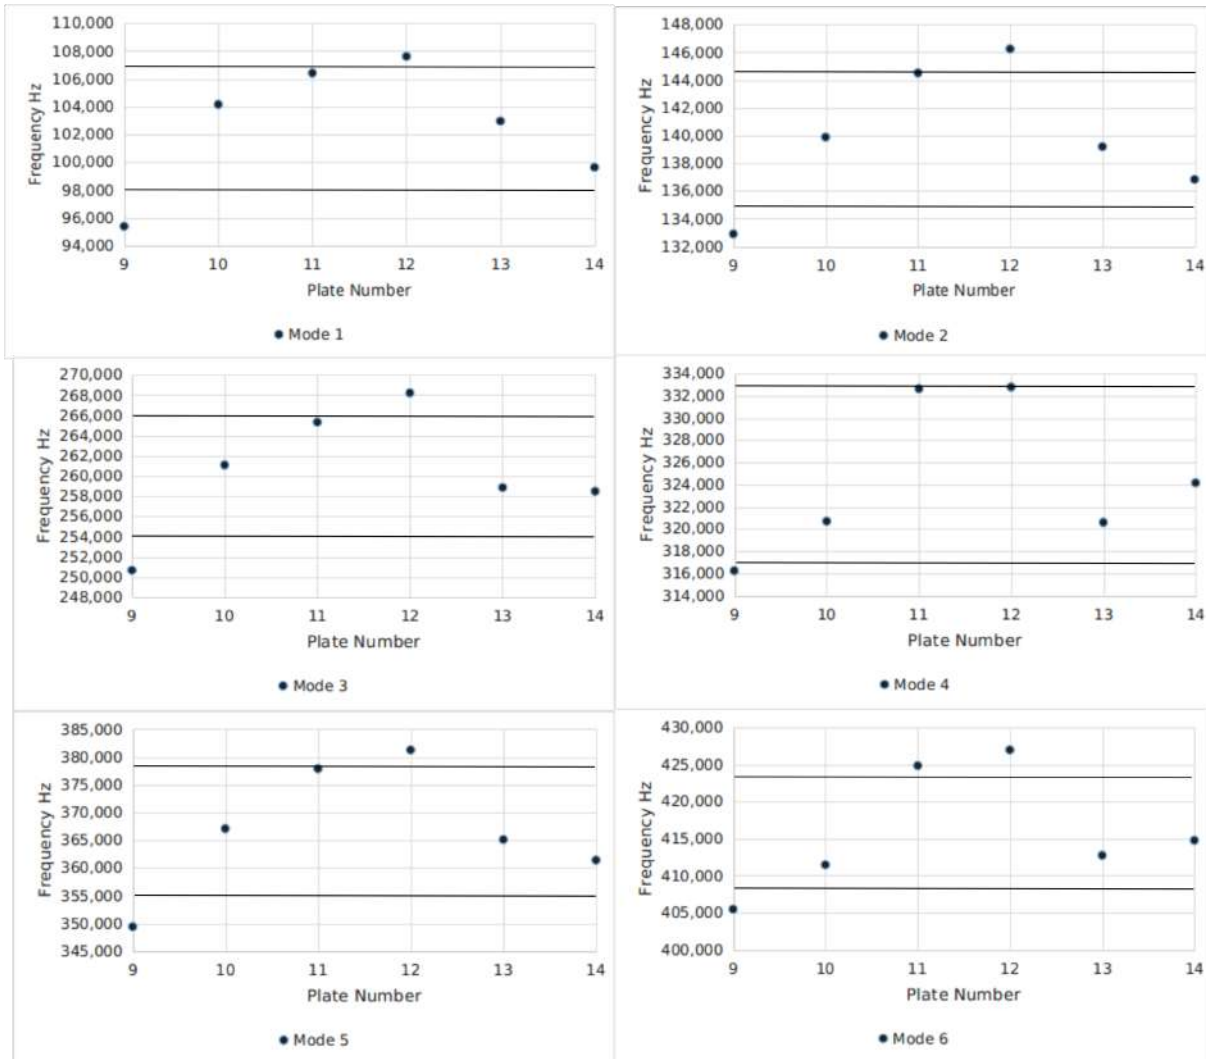 110,000
108,000
106,000
104,000
102,000
100,000
98,000
96,000
94,000
Frequency Hz
9 10 11 12 13 14
Plate Number
Mode 1
148,000
146,000
144,000
142,000
140,000
138,000
136,000
134,000
132,000
Frequency Hz
9 10 11 12 13 14
Plate Number
Mode 2
270,000
268,000
266,000
264,000
262,000
260,000
258,000
256,000
254,000
252,000
250,000
248,000
Frequency Hz
9 10 11 12 13 14
Plate Number
Mode 3
334,000
332,000
330,000
328,000
326,000
324,000
322,000
320,000
318,000
316,000
314,000
Frequency Hz
9 10 11 12 13 14
Plate Number
Mode 4
385,000
380,000
375,000
370,000
365,000
360,000
355,000
350,000
345,000
Frequency Hz
9 10 11 12 13 14
Plate Number
Mode 5
430,000
425,000
420,000
415,000
410,000
405,000
400,000
Frequency Hz
9 10 11 12 13 14
Plate Number
Mode 6